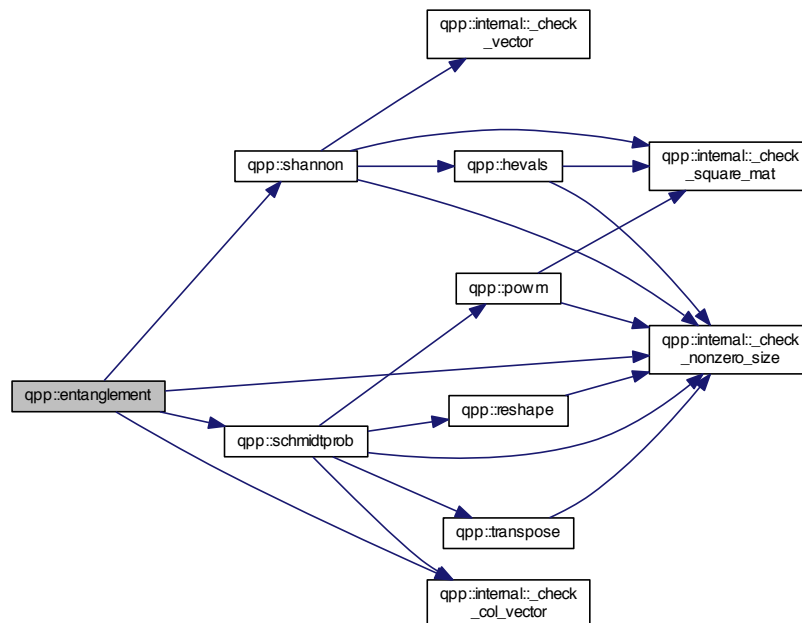 qpp::internal::_check
_vector
qpp::shannon
qpp::hevals
qpp::internal::_check
_square_mat
qpp::powm
qpp::internal::_check
_nonzero_size
qpp::entanglement
qpp::reshape
qpp::schmidtprob
qpp::transpose
qpp::internal::_check
_col_vector